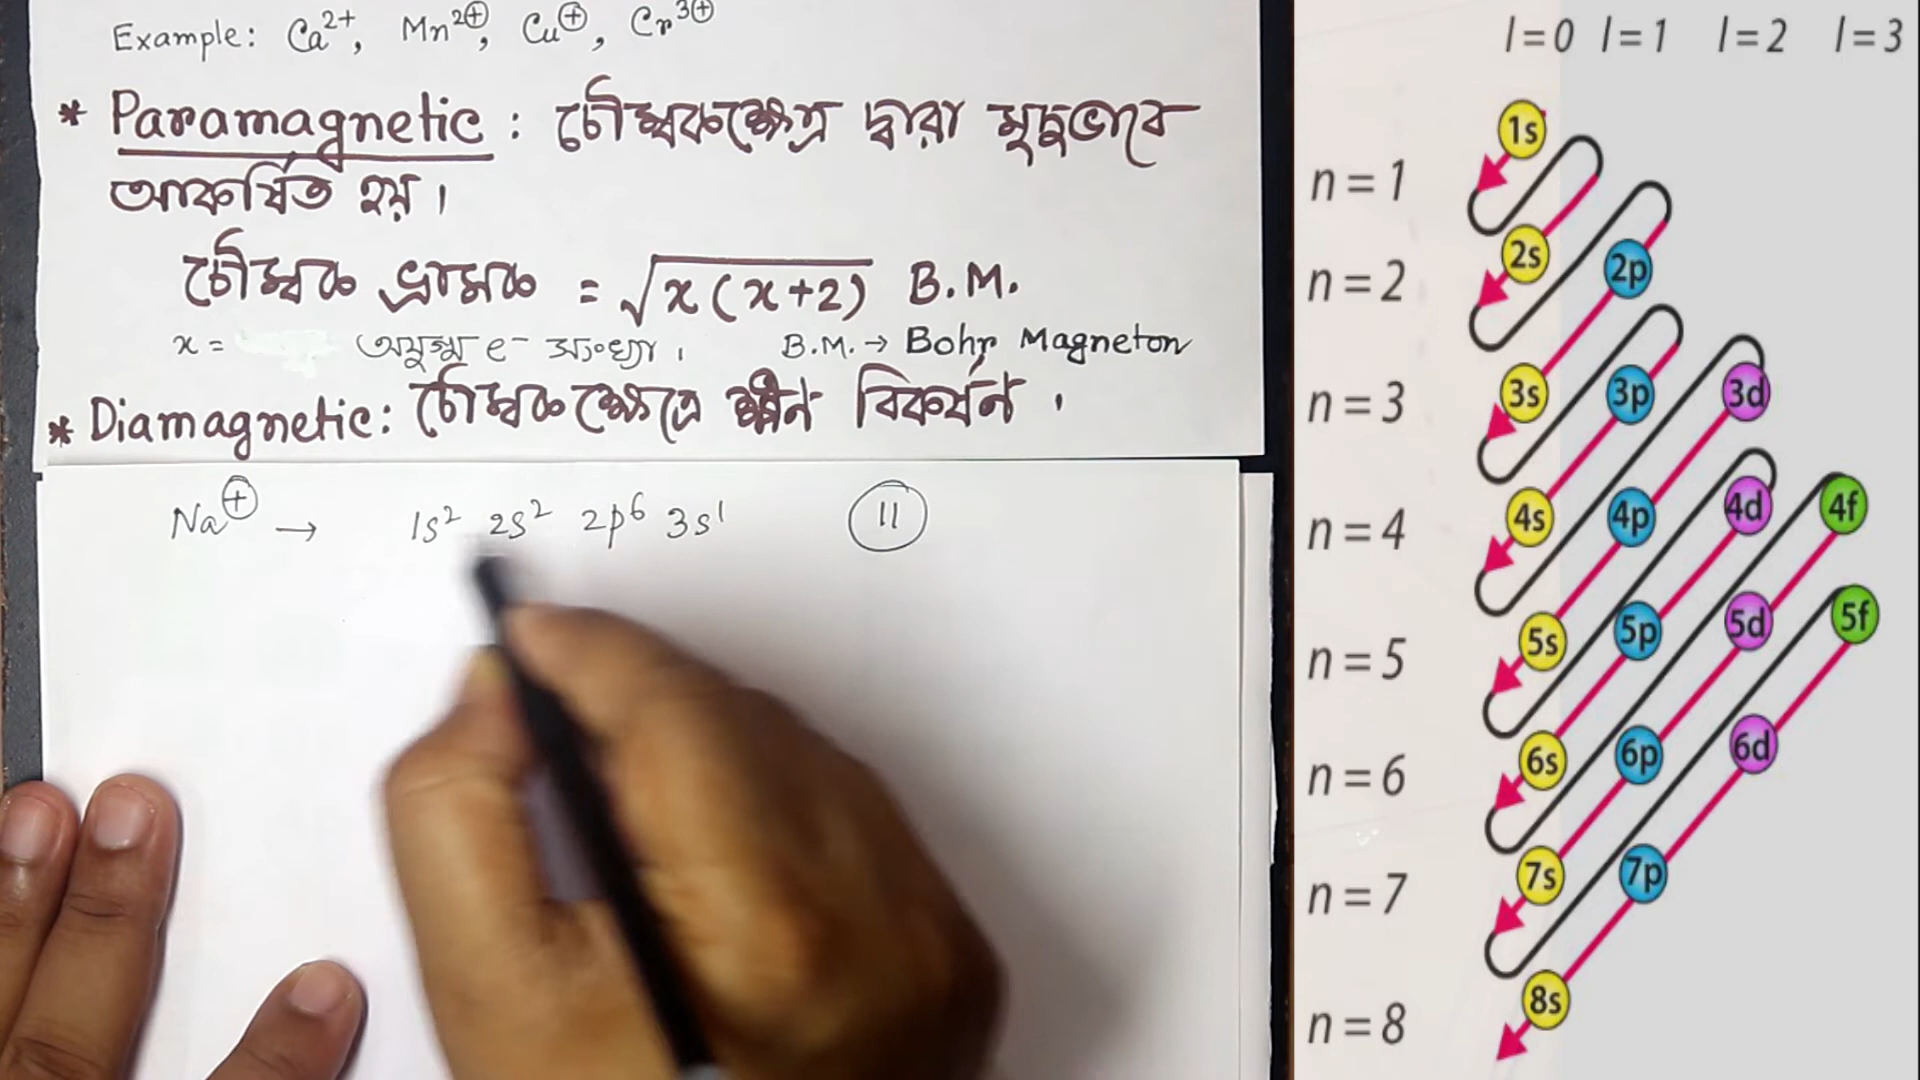 Example: Ca²⁺, Mn²⁺, Cu⁺, Cr³⁺
* Paramagnetic : চৌম্বকক্ষেত্র দ্বারা মৃদুভাবে
আকর্ষিত হয়।
চৌম্বক ভ্রামক = √x(x+2) B.M.
x = অযুগ্ম e⁻ সংখ্যা। B.M. → Bohr Magneton
* Diamagnetic: চৌম্বকক্ষেত্রে ক্ষীন বিকর্ষন।
Na⁺ → 1s² 2s² 2p⁶ 3s¹ 11
l=0 l=1 l=2 l=3
1s
n=1
2s 2p
n=2
3s 3p 3d
n=3
4s 4p 4d 4f
n=4
5s 5p 5d 5f
n=5
6s 6p 6d
n=6
7s 7p
n=7
8s
n=8